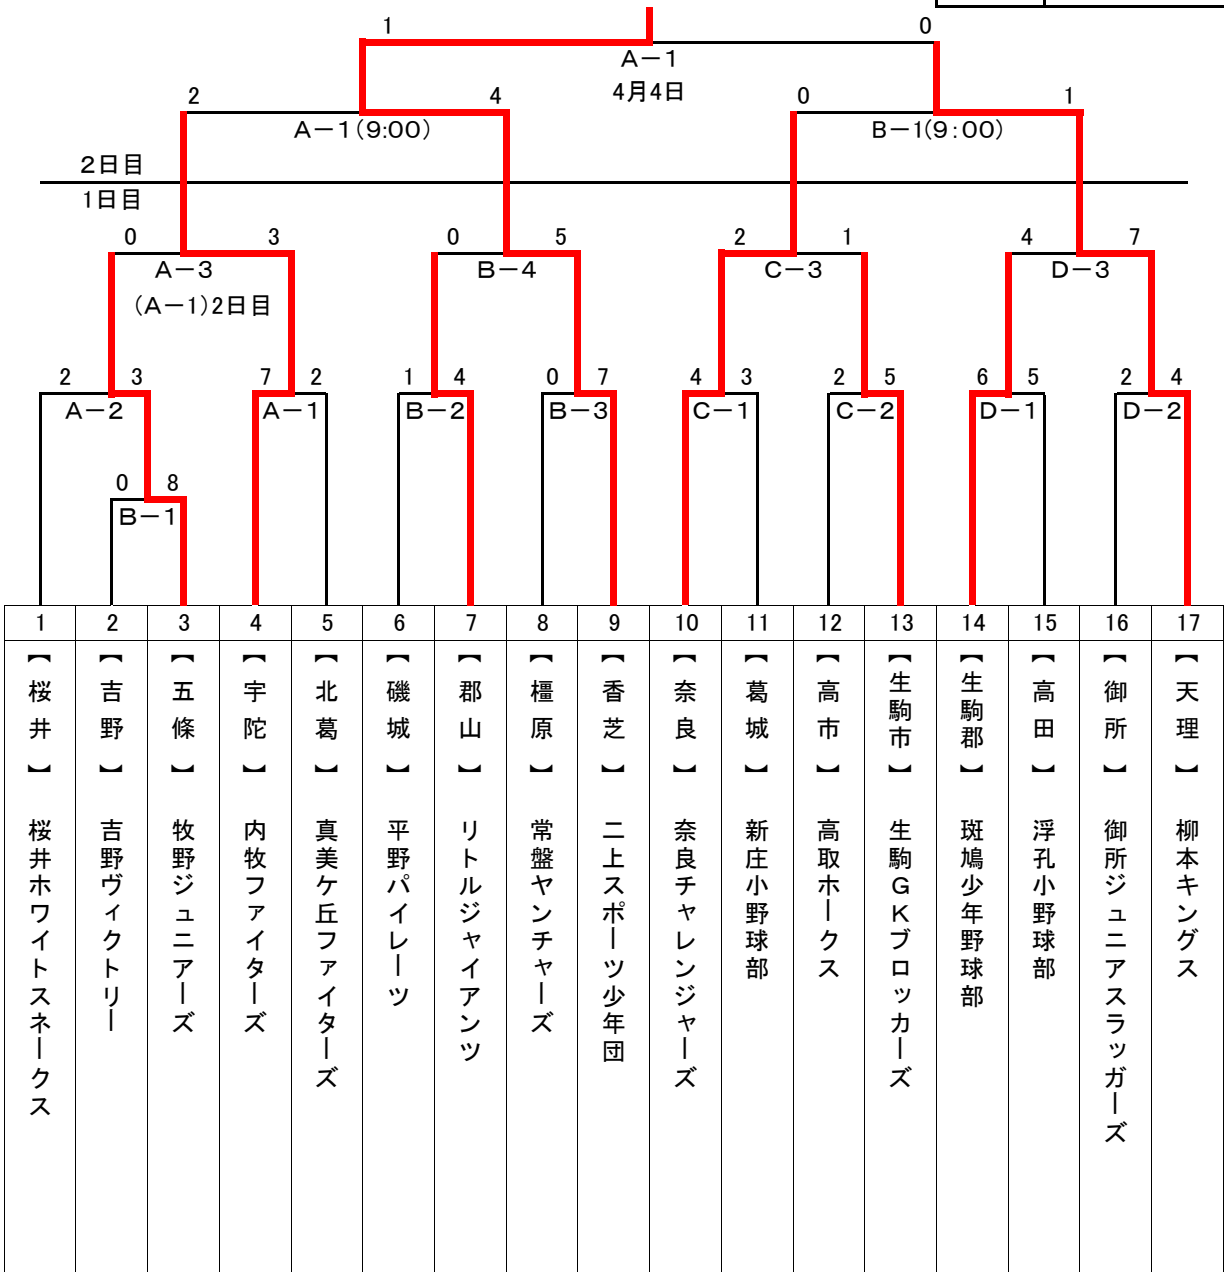 1 0
A－1
4月4日
2 4 0 1
A－1(9:00) B－1(9:00)
2日目
1日目
0 3 0 5 2 1 4 7
A－3 B－4 C－3 D－3
(A－1)2日目
2 3 7 2 1 4 0 7 4 3 2 5 6 5 2 4
A－2 A－1 B－2 B－3 C－1 C－2 D－1 D－2
0 8
B－1
1 2 3 4 5 6 7 8 9 10 11 12 13 14 15 16 17
【桜井】 桜井ホワイトスネークス
【吉野】 吉野ヴィクトリー
【五條】 牧野ジュニアーズ
【宇陀】 内牧ファイターズ
【北葛】 真美ケ丘ファイターズ
【磯城】 平野パイレーツ
【郡山】 リトルジャイアンツ
【橿原】 常盤ヤンチャーズ
【香芝】 二上スポーツ少年団
【奈良】 奈良チャレンジャーズ
【葛城】 新庄小野球部
【高市】 高取ホークス
【生駒市】 生駒GKブロッカーズ
【生駒郡】 斑鳩少年野球部
【高田】 浮孔小野球部
【御所】 御所ジュニアスラッガーズ
【天理】 柳本キングス